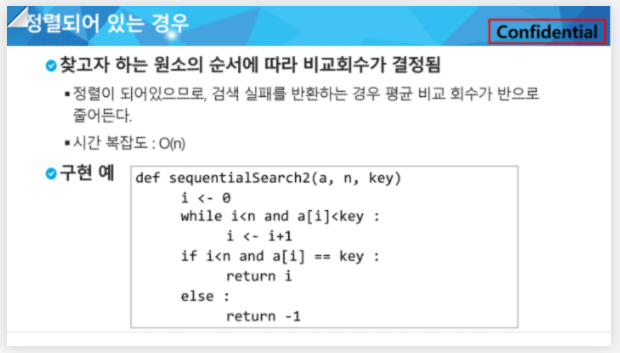 정렬되어 있는 경우
Confidential
찾고자 하는 원소의 순서에 따라 비교회수가 결정됨
▪정렬이 되어있으므로, 검색 실패를 반환하는 경우 평균 비교 회수가 반으로
줄어든다.
▪시간 복잡도 : O(n)
구현 예
def sequentialSearch2(a, n, key)
i <- 0
while i<n and a[i]<key :
i <- i+1
if i<n and a[i] == key :
return i
else :
return -1